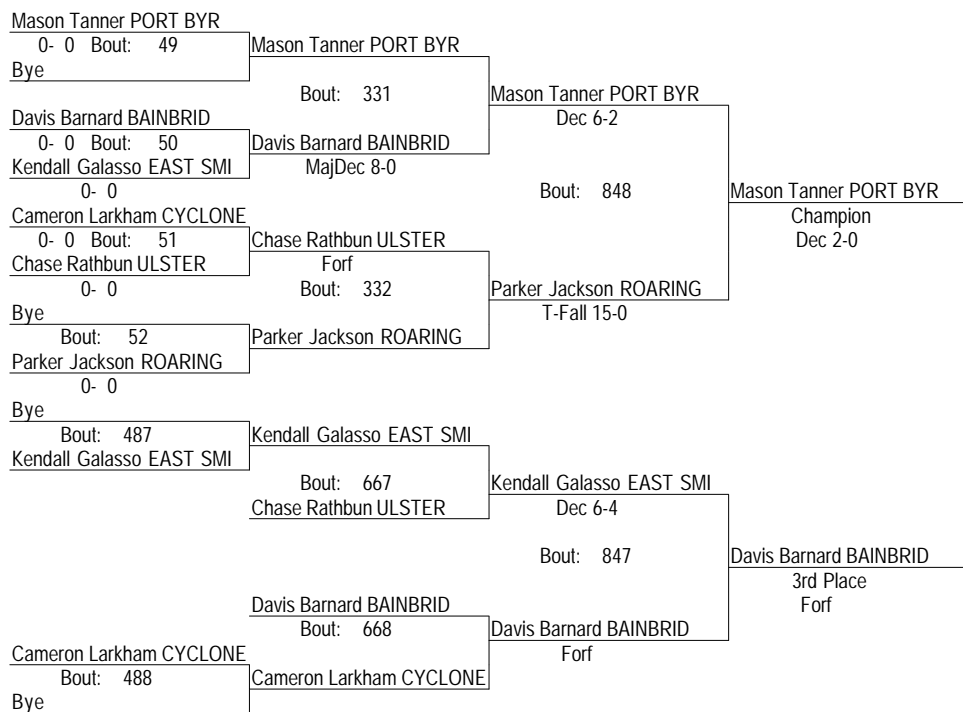 Mason Tanner PORT BYR
0- 0 Bout: 49
Bye
Mason Tanner PORT BYR
Bout: 331
Davis Barnard BAINBRID
0- 0 Bout: 50
Kendall Galasso EAST SMI
0- 0
Davis Barnard BAINBRID
MajDec 8-0
Mason Tanner PORT BYR
Dec 6-2
Bout: 848
Cameron Larkham CYCLONE
0- 0 Bout: 51
Chase Rathbun ULSTER
0- 0
Chase Rathbun ULSTER
Forf
Bout: 332
Bye
Bout: 52
Parker Jackson ROARING
0- 0
Parker Jackson ROARING
Parker Jackson ROARING
T-Fall 15-0
Mason Tanner PORT BYR
Champion
Dec 2-0
Bye
Bout: 487
Kendall Galasso EAST SMI
Kendall Galasso EAST SMI
Bout: 667
Chase Rathbun ULSTER
Kendall Galasso EAST SMI
Dec 6-4
Bout: 847
Davis Barnard BAINBRID
Bout: 668
Cameron Larkham CYCLONE
Bout: 488
Bye
Cameron Larkham CYCLONE
Davis Barnard BAINBRID
Forf
Davis Barnard BAINBRID
3rd Place
Forf